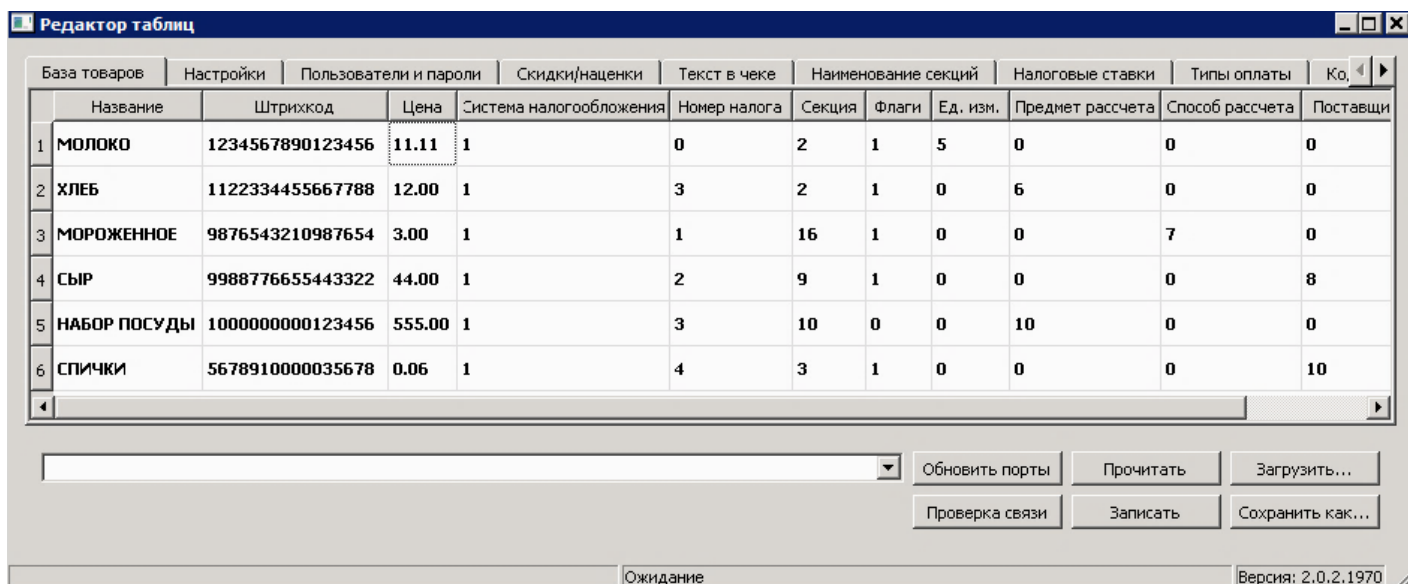 Редактор таблиц
База товаров Настройки Пользователи и пароли Скидки/наценки Текст в чеке Наименование секций Налоговые ставки Типы оплаты Ко
Название Штрихкод Цена Система налогообложения Номер налога Секция Флаги Ед. изм. Предмет рассчета Способ рассчета Поставщи
1 МОЛОКО 1234567890123456 11.11 1 0 2 1 5 0 0 0
2 ХЛЕБ 1122334455667788 12.00 1 3 2 1 0 6 0 0
3 МОРОЖЕННОЕ 9876543210987654 3.00 1 1 16 1 0 0 7 0
4 СЫР 9988776655443322 44.00 1 2 9 1 0 0 0 8
5 НАБОР ПОСУДЫ 1000000000123456 555.00 1 3 10 0 0 10 0 0
6 СПИЧКИ 5678910000035678 0.06 1 4 3 1 0 0 0 10
Обновить порты Прочитать Загрузить...
Проверка связи Записать Сохранить как...
Ожидание Версия: 2.0.2.1970